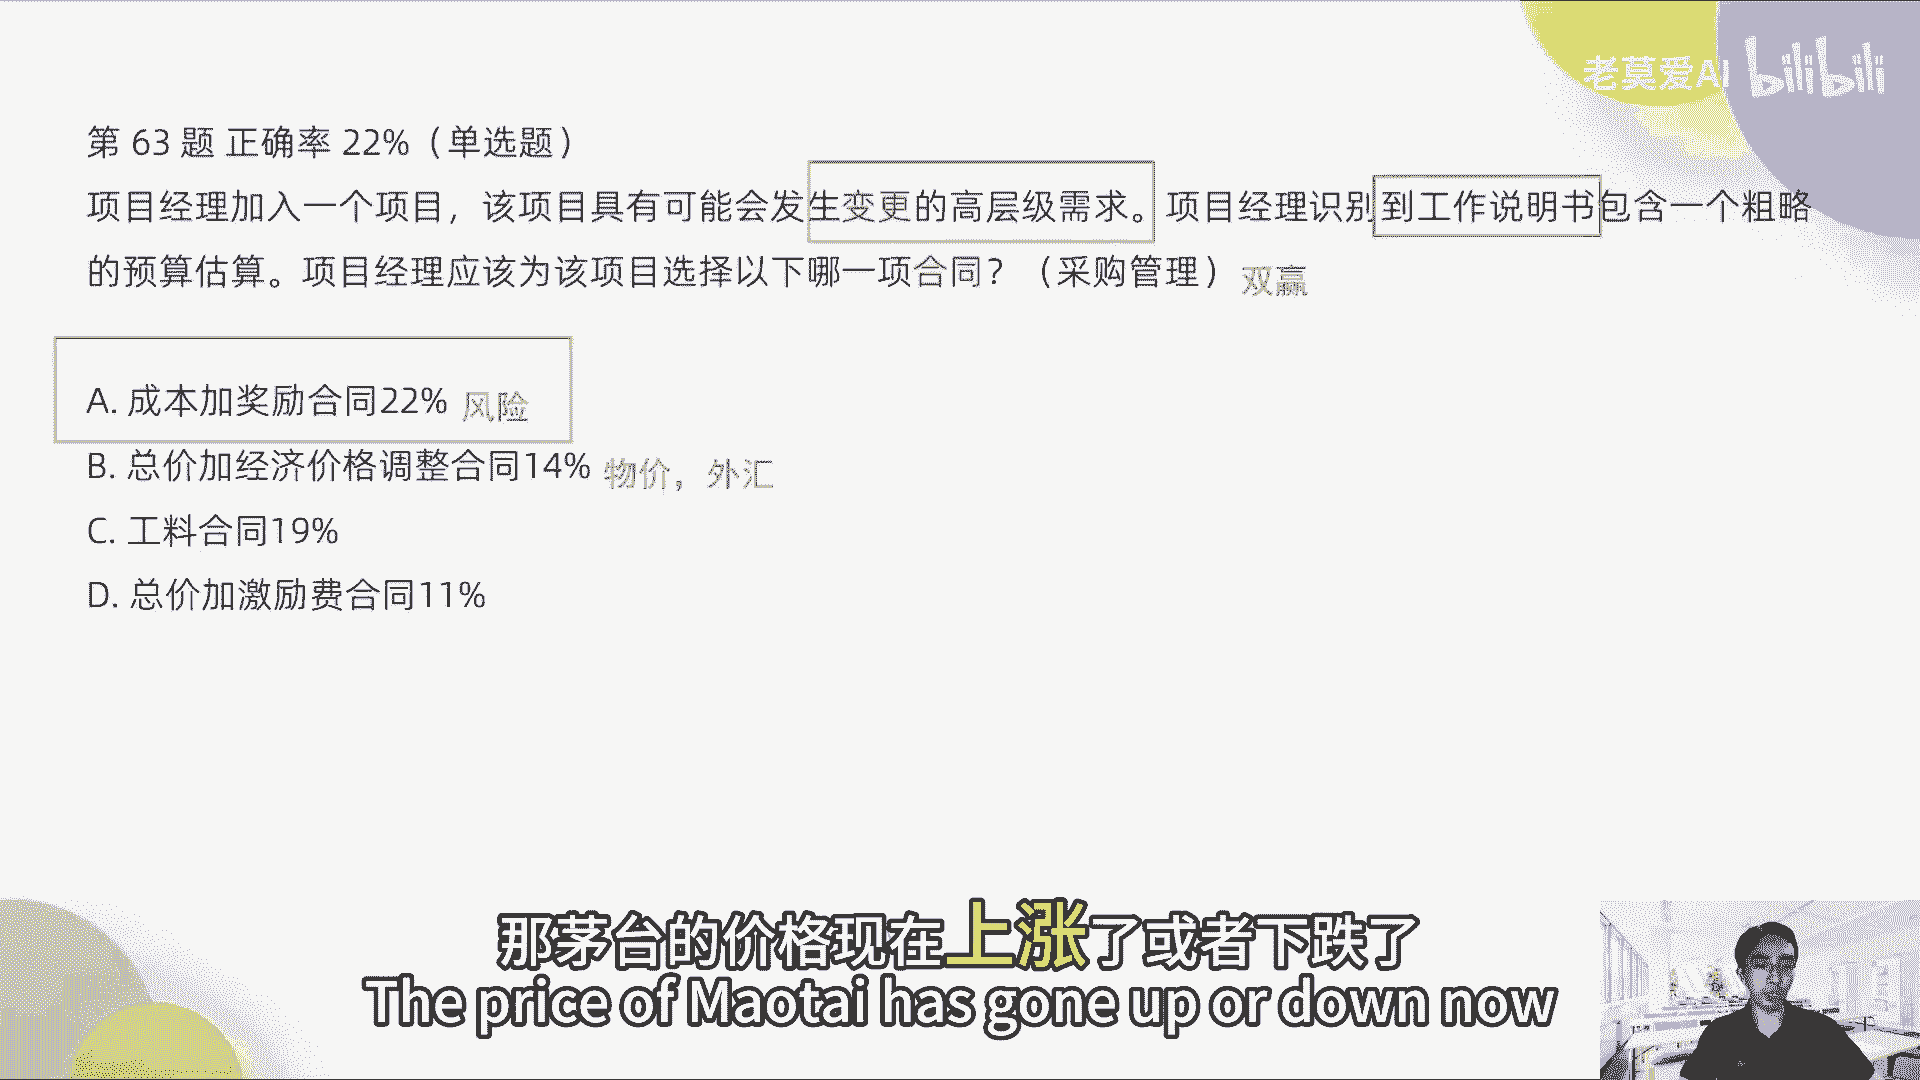 老莫爱AI bilibili
第 63 题 正确率 22%（单选题）
项目经理加入一个项目，该项目具有可能会发生变更的高层级需求。项目经理识别到工作说明书包含一个粗略
的预算估算。项目经理应该为该项目选择以下哪一项合同？（采购管理）双赢
A. 成本加奖励合同22% 风险
B. 总价加经济价格调整合同14% 物价，外汇
C. 工料合同19%
D. 总价加激励费合同11%
那茅台的价格现在上涨了或者下跌了
The price of Maotai has gone up or down now